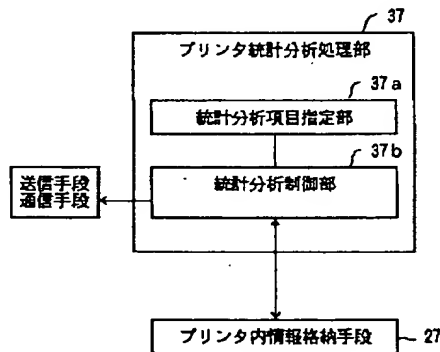 37
プリンタ統計分析処理部
37a
統計分析項目指定部
37b
統計分析制御部
送信手段
通信手段
プリンタ内情報格納手段
27